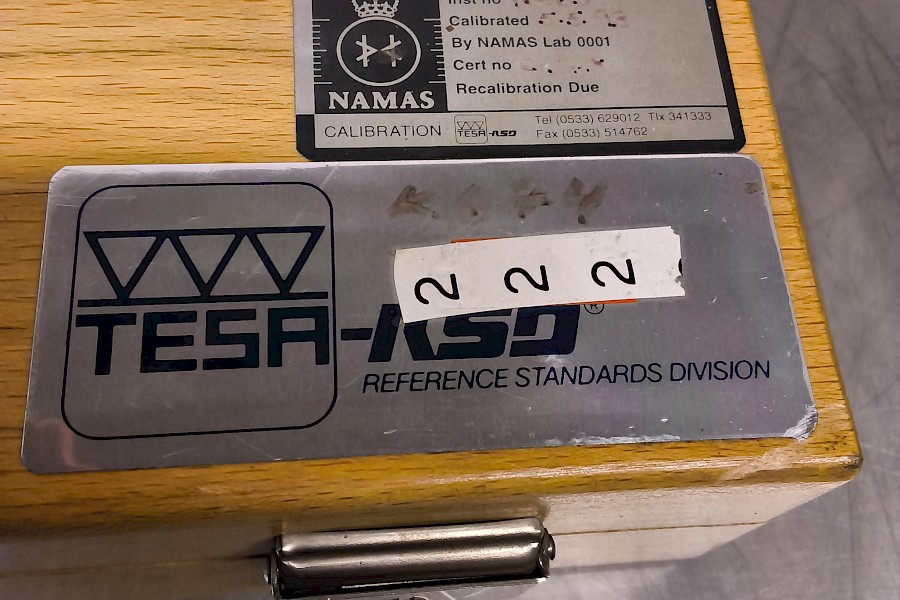 Inst no
Calibrated
By NAMAS Lab 0001
Cert no
Recalibration Due
NAMAS
CALIBRATION TESA-RSD Tel (0533) 629012 Tlx 341333
Fax (0533) 514762
2 2 2
TESA-RSD®
REFERENCE STANDARDS DIVISION